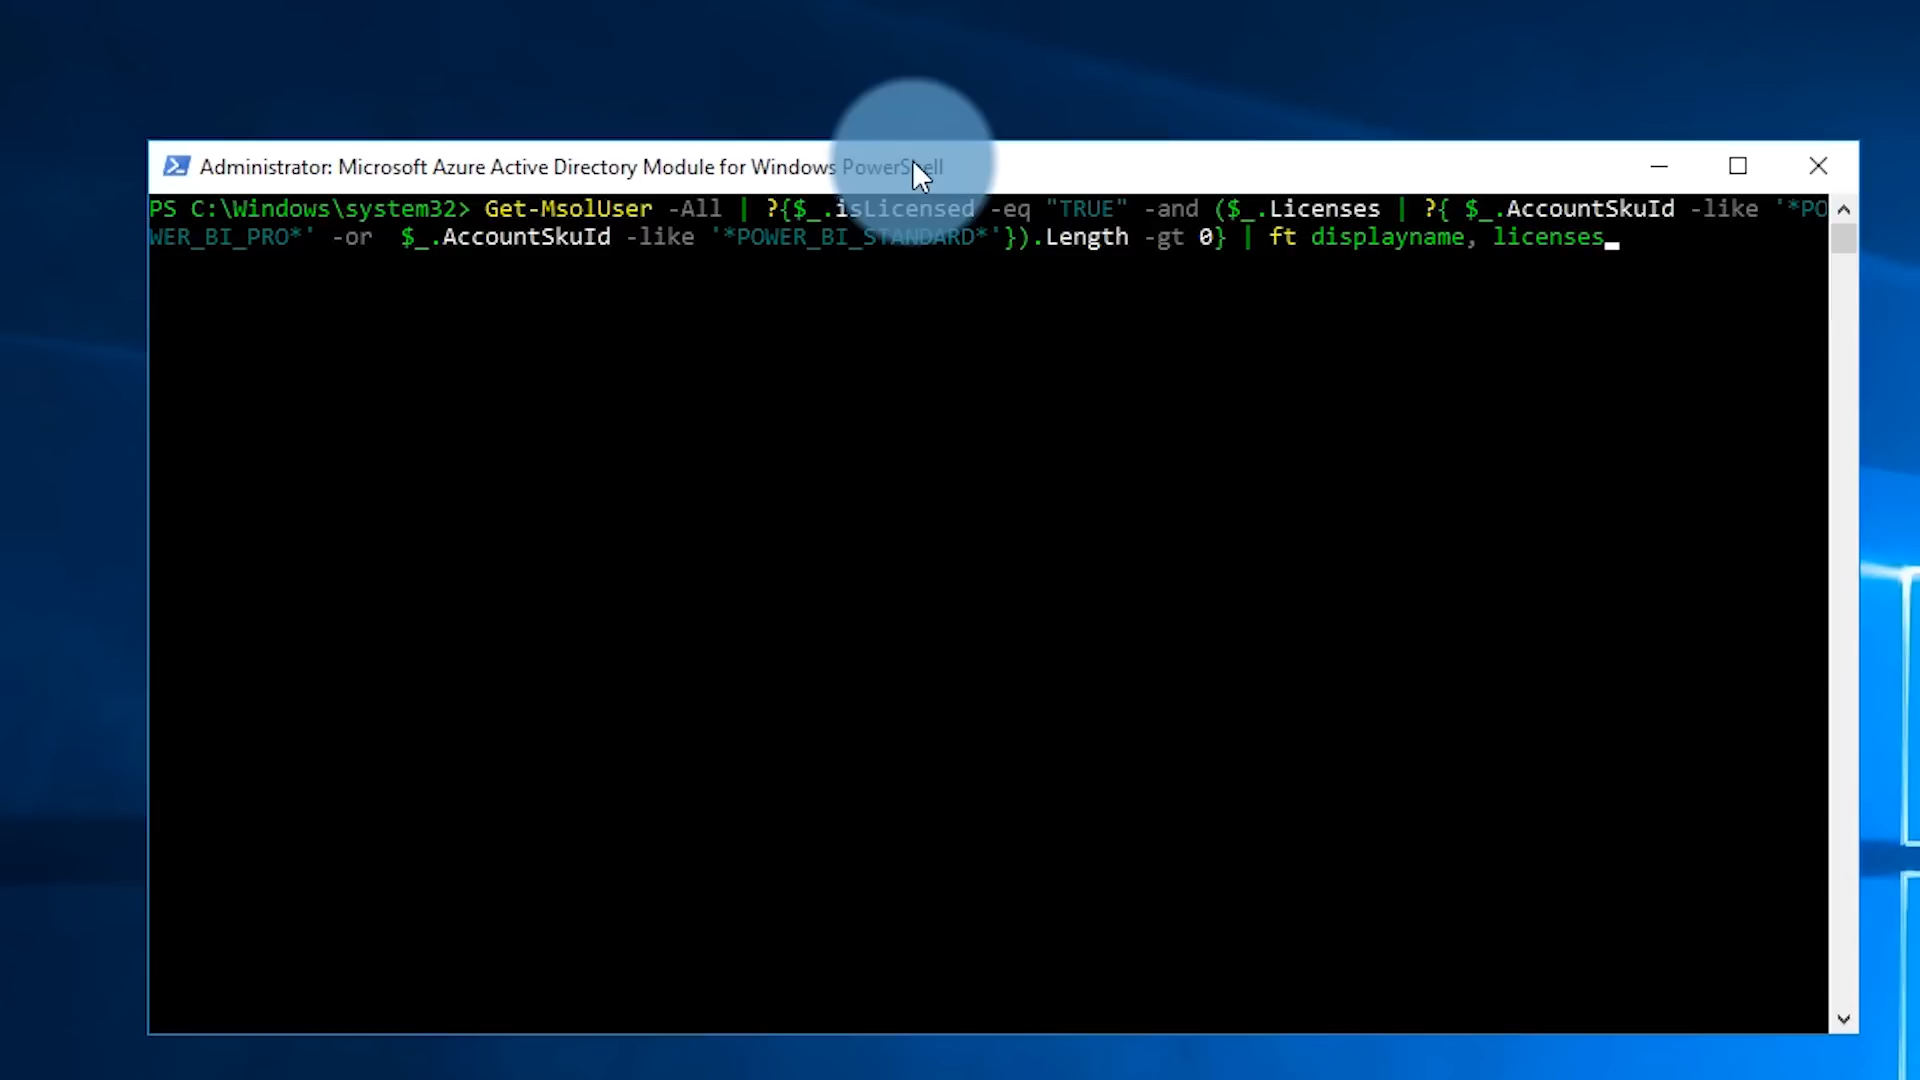 Administrator: Microsoft Azure Active Directory Module for Windows PowerShell
PS C:\Windows\system32> Get-MsolUser -All | ?{$_.isLicensed -eq "TRUE" -and ($_.Licenses | ?{ $_.AccountSkuId -like '*PO
WER_BI_PRO*' -or  $_.AccountSkuId -like '*POWER_BI_STANDARD*'}).Length -gt 0} | ft displayname, licenses